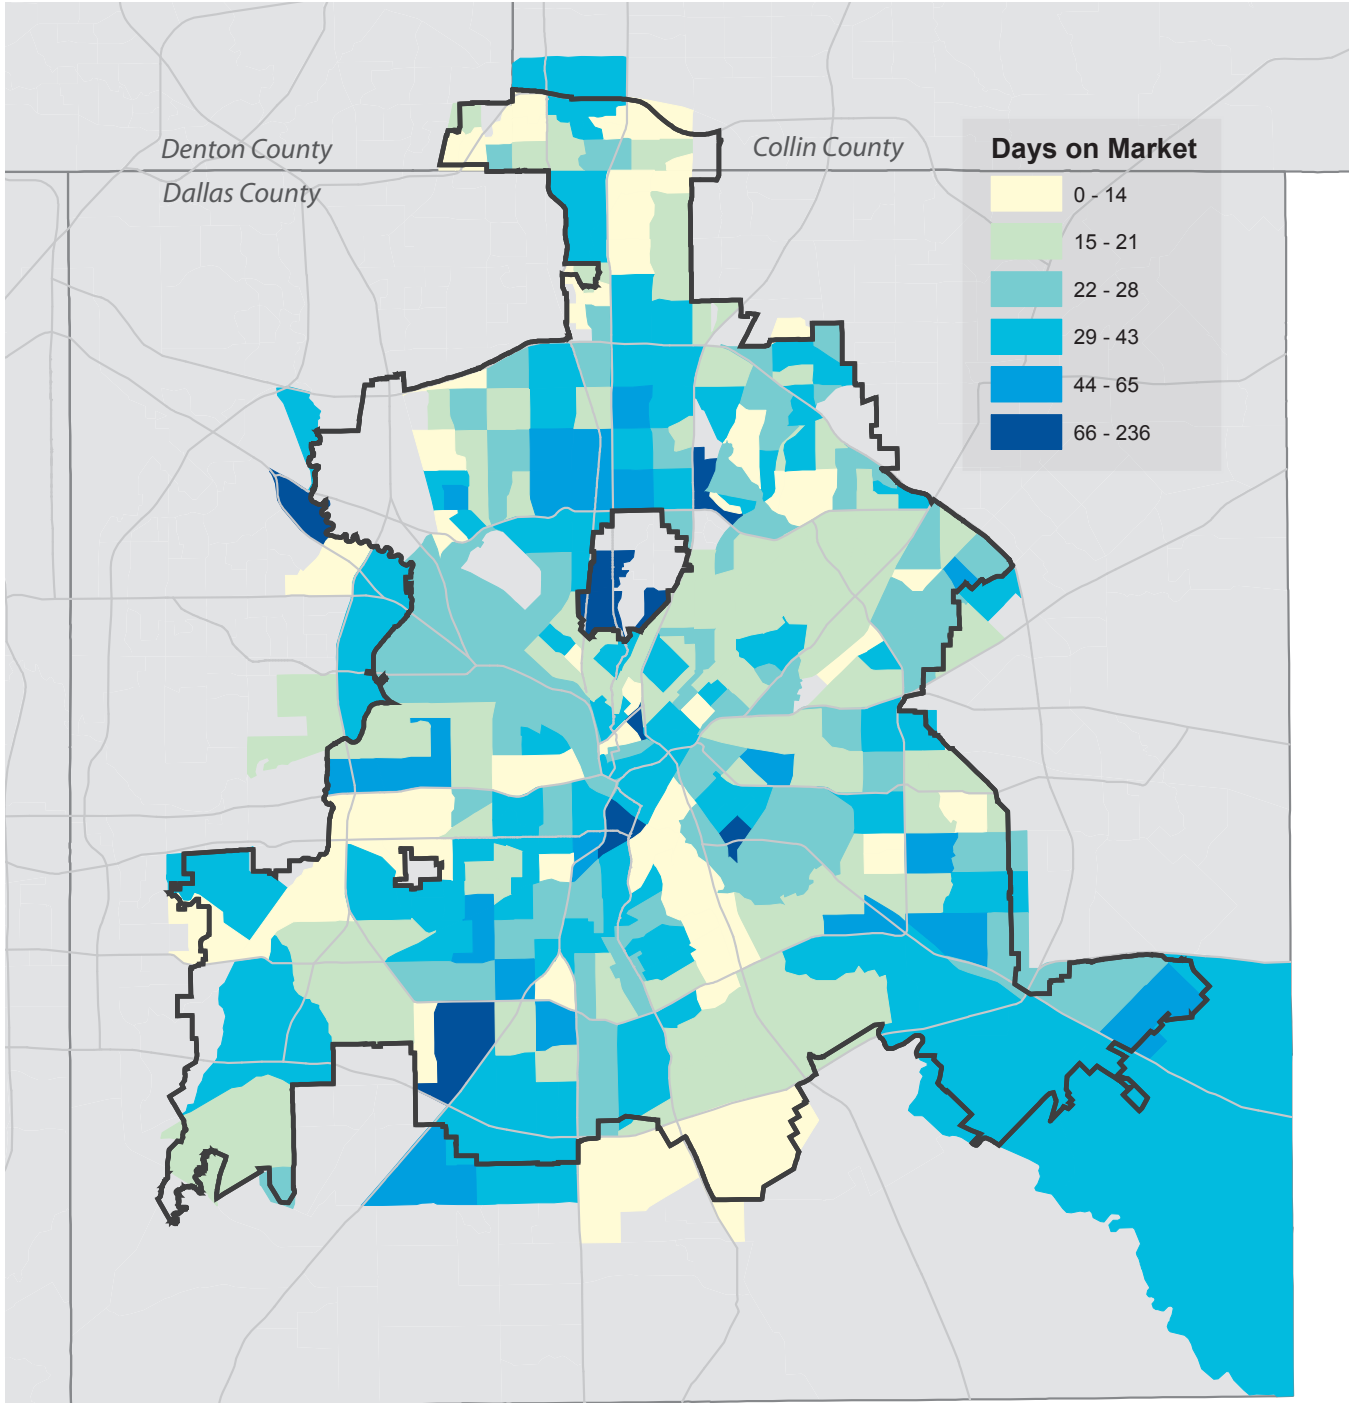 Denton County
Collin County
Dallas County
Days on Market
0 - 14
15 - 21
22 - 28
29 - 43
44 - 65
66 - 236